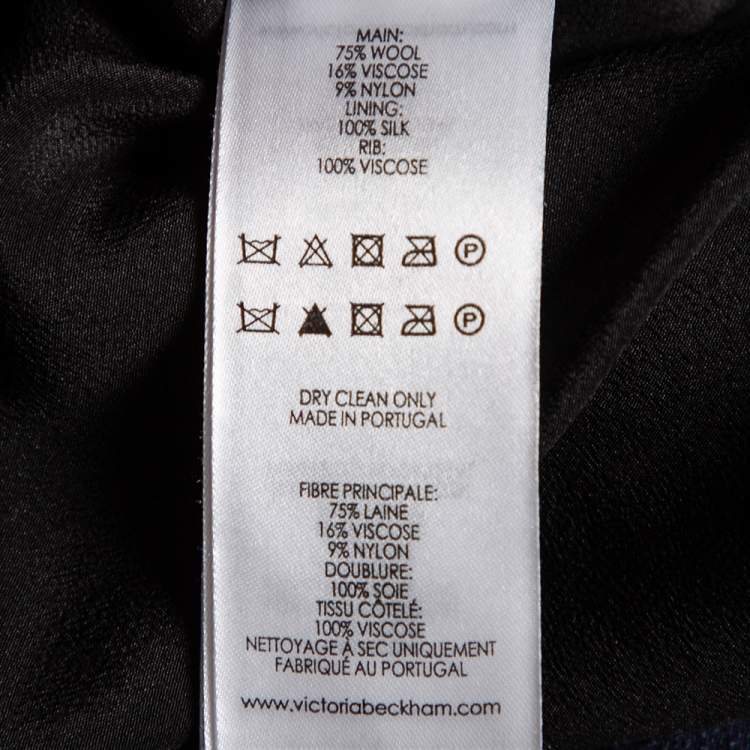 MAIN:
75% WOOL
16% VISCOSE
9% NYLON
LINING:
100% SILK
RIB:
100% VISCOSE
P
P
DRY CLEAN ONLY
MADE IN PORTUGAL
FIBRE PRINCIPALE:
75% LAINE
16% VISCOSE
9% NYLON
DOUBLURE:
100% SOIE
TISSU CÔTELÉ:
100% VISCOSE
NETTOYAGE À SEC UNIQUEMENT
FABRIQUÉ AU PORTUGAL
www.victoriabeckham.com